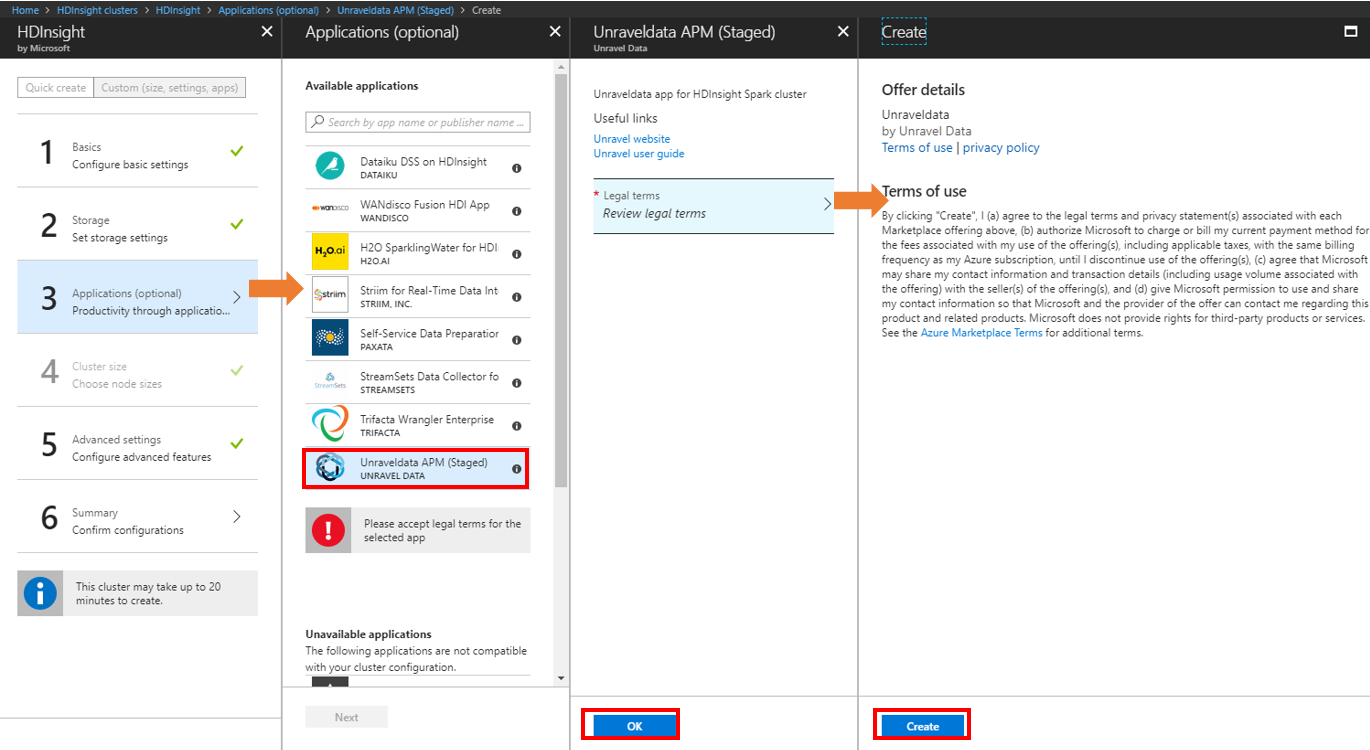 Home > HDInsight clusters > HDInsight > Applications (optional) > Unraveldata APM (Staged) > Create
HDInsight
by Microsoft
Quick create
Custom (size, settings, apps)
1
Basics
Configure basic settings
2
Storage
Set storage settings
3
Applications (optional)
Productivity through applicatio...
4
Cluster size
Choose node sizes
5
Advanced settings
Configure advanced features
6
Summary
Confirm configurations
This cluster may take up to 20
minutes to create.
Applications (optional)
Available applications
Search by app name or publisher name ...
Dataiku DSS on HDInsight
DATAIKU
WANdisco
WANdisco Fusion HDI App
WANDISCO
H2O.ai
H2O SparklingWater for HDI
H2O.AI
striim
Striim for Real-Time Data Int
STRIIM, INC.
Self-Service Data Preparation
PAXATA
StreamSets
StreamSets Data Collector fo
STREAMSETS
Trifacta Wrangler Enterprise
TRIFACTA
Unraveldata APM (Staged)
UNRAVEL DATA
Please accept legal terms for the
selected app
Unavailable applications
The following applications are not compatible
with your cluster configuration.
Next
Unraveldata APM (Staged)
Unravel Data
Unraveldata app for HDInsight Spark cluster
Useful links
Unravel website
Unravel user guide
* Legal terms
Review legal terms
OK
Create
Offer details
Unraveldata
by Unravel Data
Terms of use | privacy policy
Terms of use
By clicking "Create", I (a) agree to the legal terms and privacy statement(s) associated with each
Marketplace offering above, (b) authorize Microsoft to charge or bill my current payment method for
the fees associated with my use of the offering(s), including applicable taxes, with the same billing
frequency as my Azure subscription, until I discontinue use of the offering(s), (c) agree that Microsoft
may share my contact information and transaction details (including usage volume associated with
the offering) with the seller(s) of the offering(s), and (d) give Microsoft permission to use and share
my contact information so that Microsoft and the provider of the offer can contact me regarding this
product and related products. Microsoft does not provide rights for third-party products or services.
See the Azure Marketplace Terms for additional terms.
Create